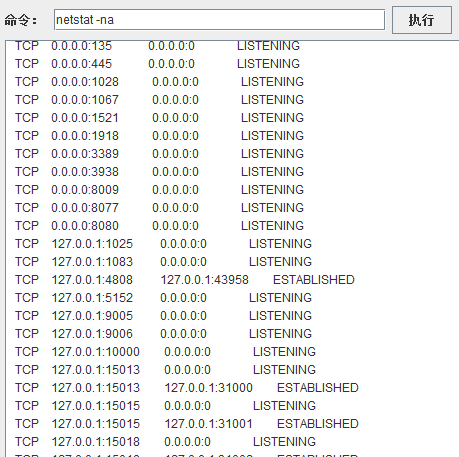 命令： netstat -na 执行
TCP 0.0.0.0:135 0.0.0.0:0 LISTENING
TCP 0.0.0.0:445 0.0.0.0:0 LISTENING
TCP 0.0.0.0:1028 0.0.0.0:0 LISTENING
TCP 0.0.0.0:1067 0.0.0.0:0 LISTENING
TCP 0.0.0.0:1521 0.0.0.0:0 LISTENING
TCP 0.0.0.0:1918 0.0.0.0:0 LISTENING
TCP 0.0.0.0:3389 0.0.0.0:0 LISTENING
TCP 0.0.0.0:3938 0.0.0.0:0 LISTENING
TCP 0.0.0.0:8009 0.0.0.0:0 LISTENING
TCP 0.0.0.0:8077 0.0.0.0:0 LISTENING
TCP 0.0.0.0:8080 0.0.0.0:0 LISTENING
TCP 127.0.0.1:1025 0.0.0.0:0 LISTENING
TCP 127.0.0.1:1083 0.0.0.0:0 LISTENING
TCP 127.0.0.1:4808 127.0.0.1:43958 ESTABLISHED
TCP 127.0.0.1:5152 0.0.0.0:0 LISTENING
TCP 127.0.0.1:9005 0.0.0.0:0 LISTENING
TCP 127.0.0.1:9006 0.0.0.0:0 LISTENING
TCP 127.0.0.1:10000 0.0.0.0:0 LISTENING
TCP 127.0.0.1:15013 0.0.0.0:0 LISTENING
TCP 127.0.0.1:15013 127.0.0.1:31000 ESTABLISHED
TCP 127.0.0.1:15015 0.0.0.0:0 LISTENING
TCP 127.0.0.1:15015 127.0.0.1:31001 ESTABLISHED
TCP 127.0.0.1:15018 0.0.0.0:0 LISTENING
TCP ESTABLISHED